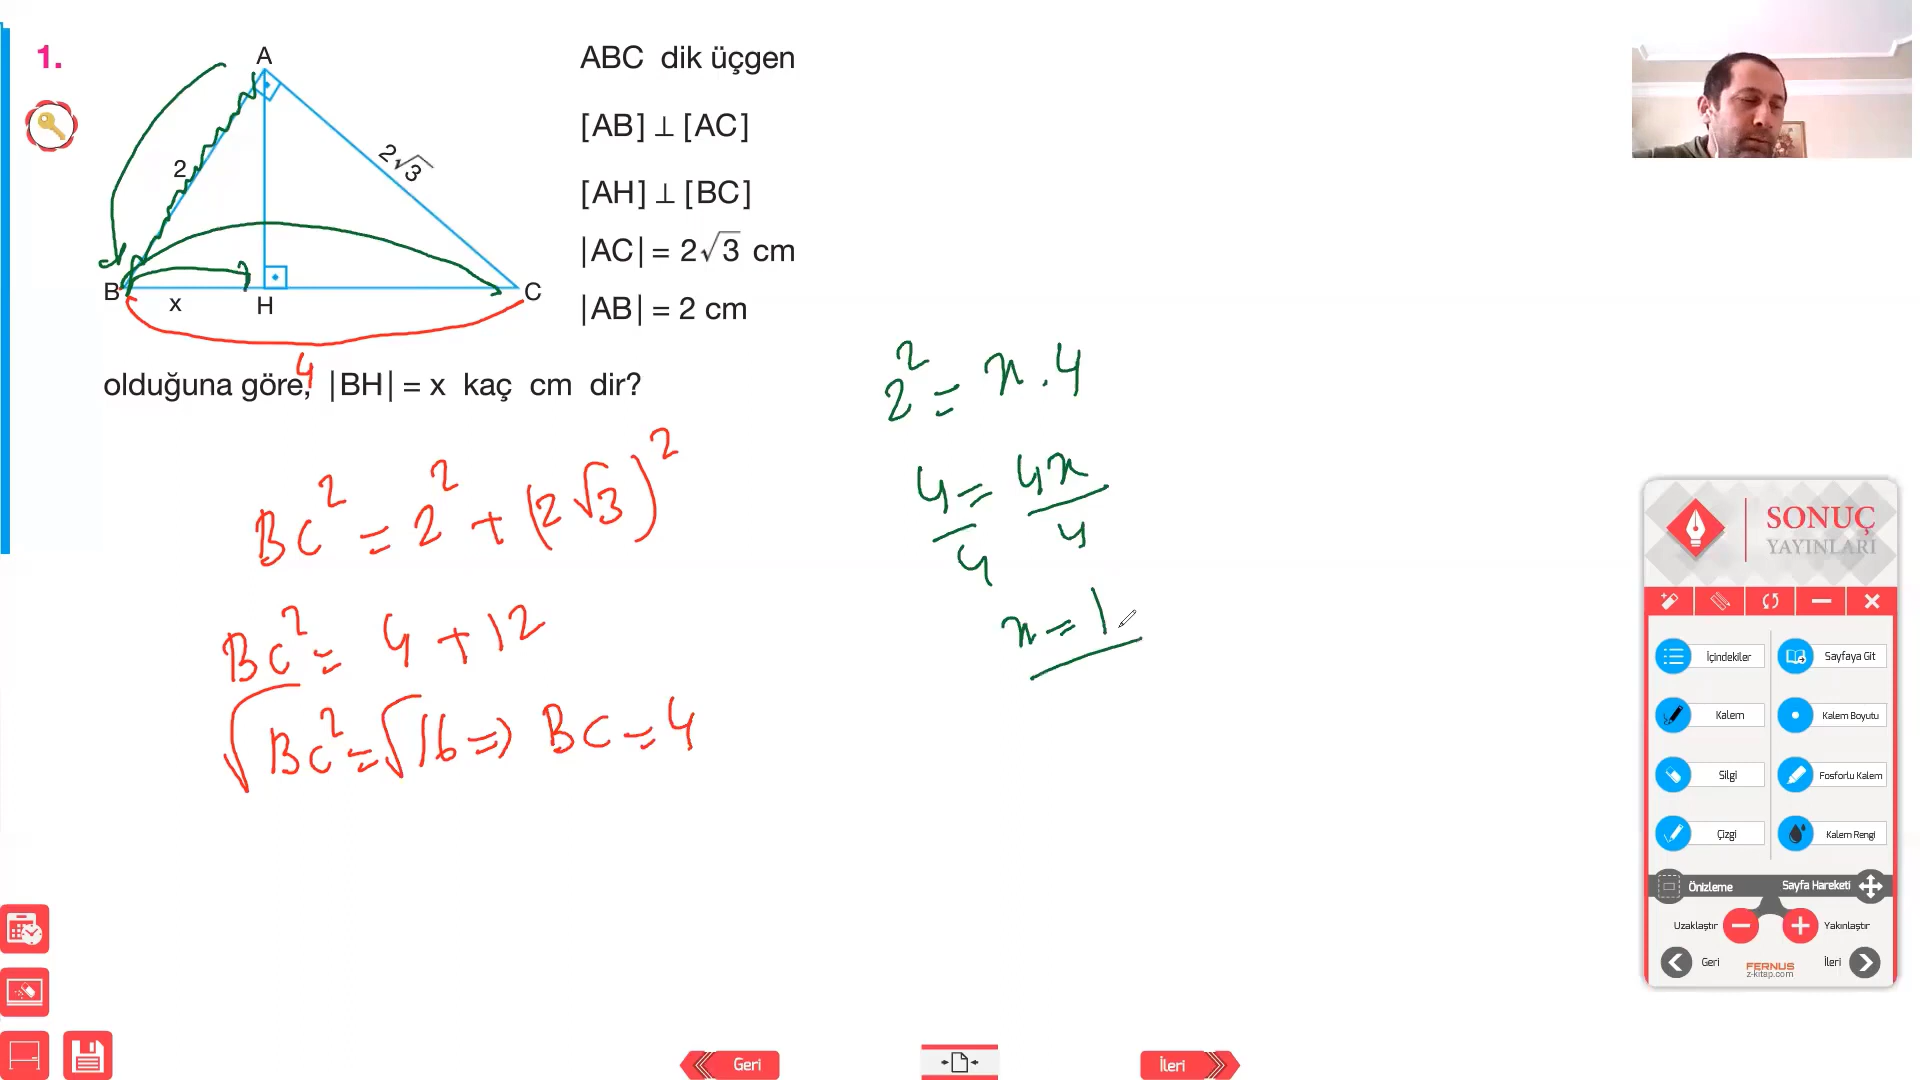 1.
A
2
2√3
B
x
H
C
4
ABC dik üçgen
[AB] ⊥ [AC]
[AH] ⊥ [BC]
|AC| = 2√3 cm
|AB| = 2 cm
olduğuna göre, |BH| = x kaç cm dir?
BC² = 2² + (2√3)²
BC² = 4 + 12
√BC² = √16 ⇒ BC = 4
2² = x . 4
4/4 = 4x/4
x = 1
SONUÇ
YAYINLARI
İçindekiler
Sayfaya Git
Kalem
Kalem Boyutu
Silgi
Fosforlu Kalem
Çizgi
Kalem Rengi
Önizleme
Sayfa Hareketi
Uzaklaştır
Yakınlaştır
Geri
FERNUS
z-kitap.com
İleri
Geri
İleri